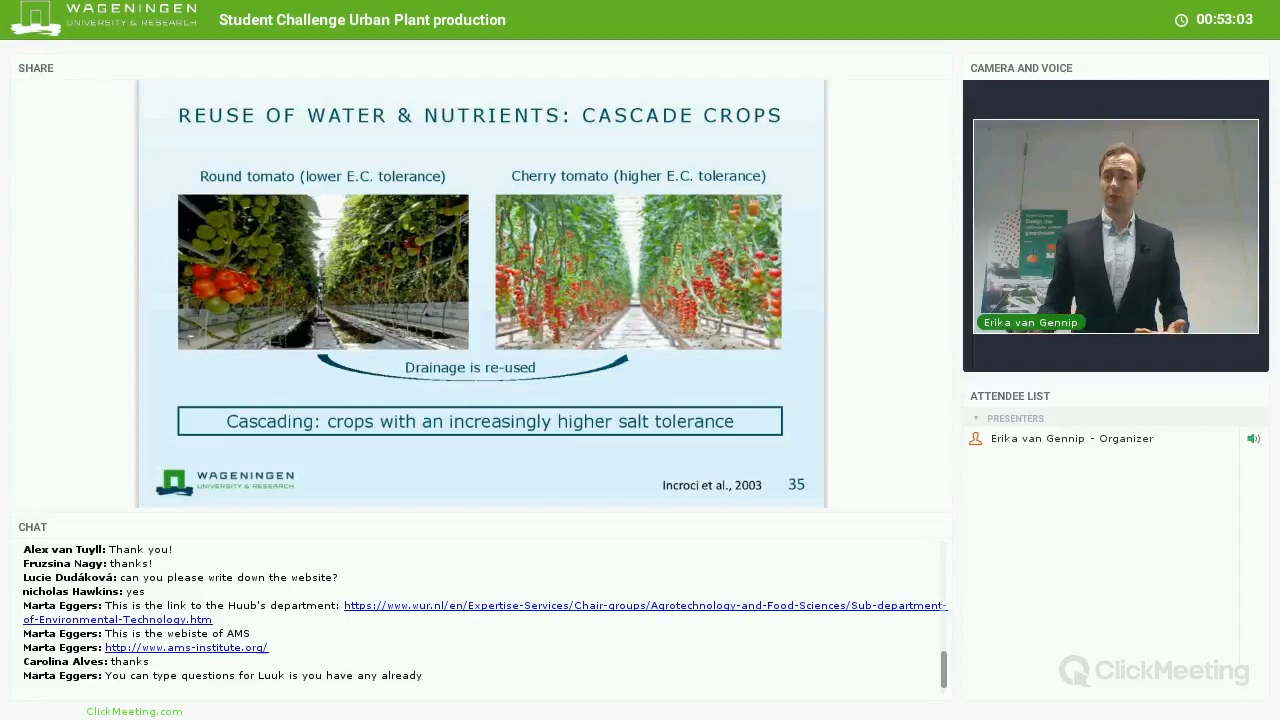 WAGENINGEN
UNIVERSITY & RESEARCH
Student Challenge Urban Plant production
00:53:03
SHARE
REUSE OF WATER & NUTRIENTS: CASCADE CROPS
Round tomato (lower E.C. tolerance)
Cherry tomato (higher E.C. tolerance)
Drainage is re-used
Cascading: crops with an increasingly higher salt tolerance
WAGENINGEN
UNIVERSITY & RESEARCH
Incroci et al., 2003
35
CAMERA AND VOICE
Design the
ultimate urban
greenhouse
Erika van Gennip
ATTENDEE LIST
PRESENTERS
Erika van Gennip - Organizer
CHAT
Alex van Tuyll: Thank you!
Fruzsina Nagy: thanks!
Lucie Dudáková: can you please write down the website?
nicholas Hawkins: yes
Marta Eggers: This is the link to the Huub's department: https://www.wur.nl/en/Expertise-Services/Chair-groups/Agrotechnology-and-Food-Sciences/Sub-department-
of-Environmental-Technology.htm
Marta Eggers: This is the webiste of AMS
Marta Eggers: http://www.ams-institute.org/
Carolina Alves: thanks
Marta Eggers: You can type questions for Luuk is you have any already
ClickMeeting
ClickMeeting.com